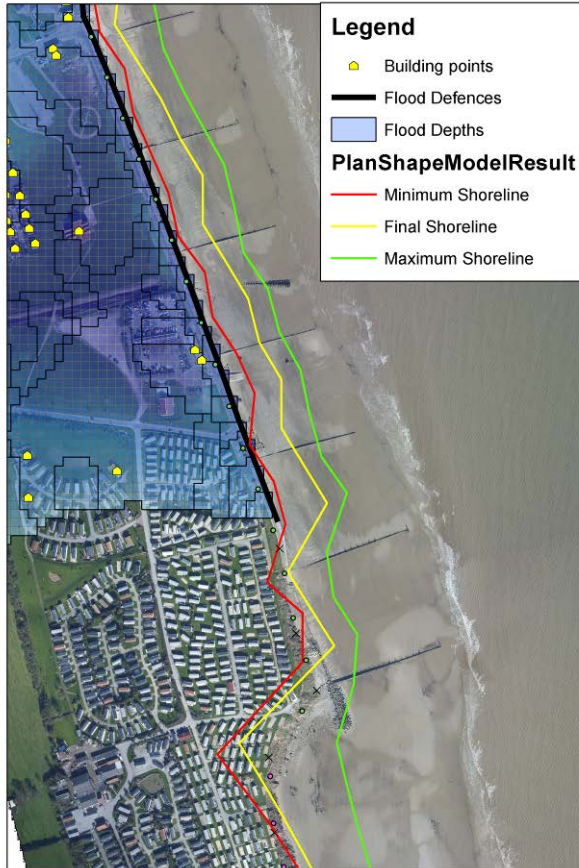 Legend
Building points
Flood Defences
Flood Depths
PlanShapeModelResult
Minimum Shoreline
Final Shoreline
Maximum Shoreline